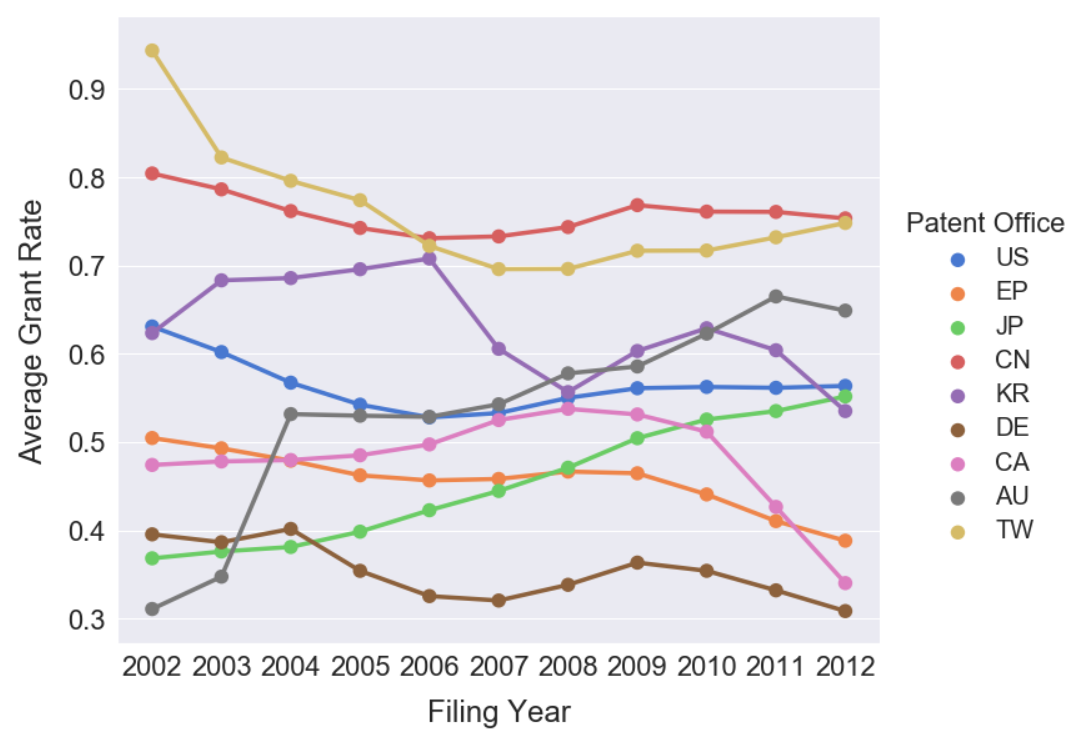 Average Grant Rate
0.9
0.8
0.7
0.6
0.5
0.4
0.3
2002 2003 2004 2005 2006 2007 2008 2009 2010 2011 2012
Filing Year
Patent Office
US
EP
JP
CN
KR
DE
CA
AU
TW